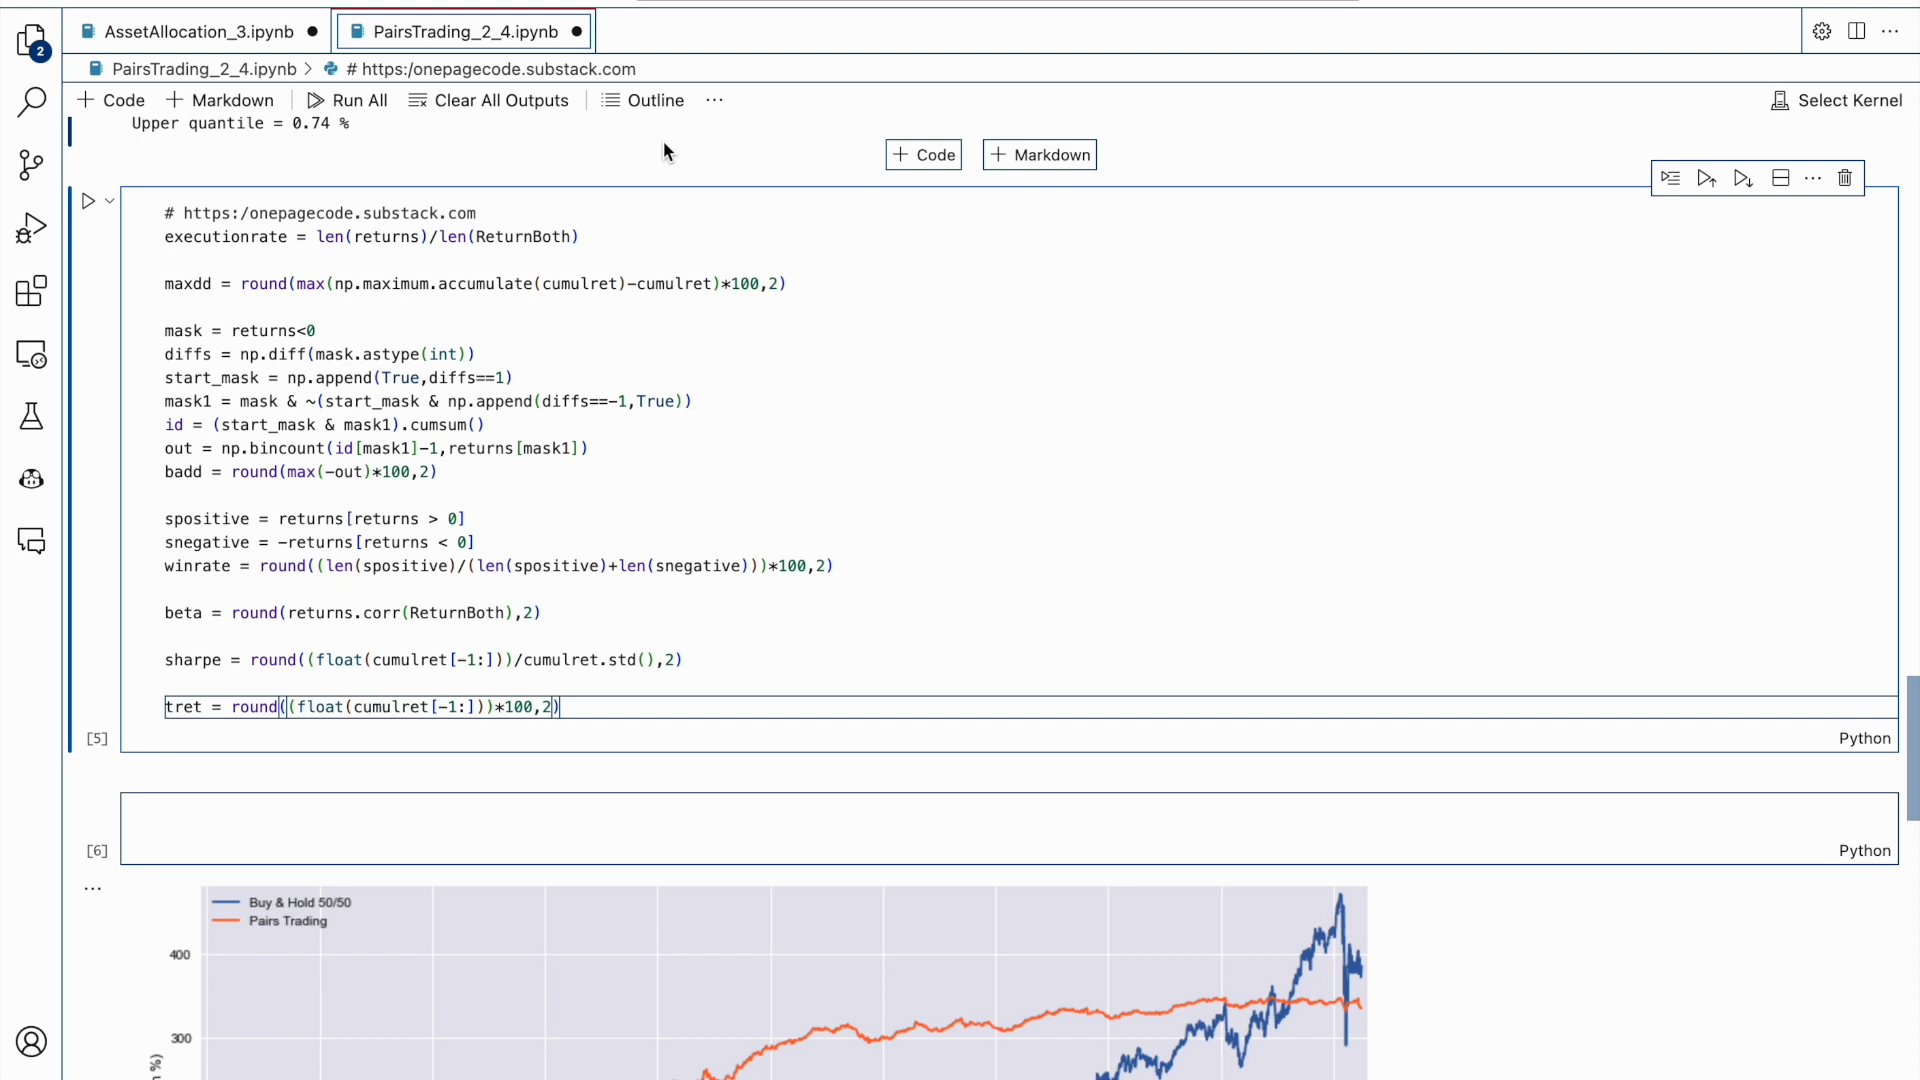 AssetAllocation_3.ipynb
PairsTrading_2_4.ipynb
2
PairsTrading_2_4.ipynb > # https:/onepagecode.substack.com
+ Code + Markdown Run All Clear All Outputs Outline ... Select Kernel
Upper quantile = 0.74 %
+ Code + Markdown
# https:/onepagecode.substack.com
executionrate = len(returns)/len(ReturnBoth)
maxdd = round(max(np.maximum.accumulate(cumulret)-cumulret)*100,2)
mask = returns<0
diffs = np.diff(mask.astype(int))
start_mask = np.append(True,diffs==1)
mask1 = mask & ~(start_mask & np.append(diffs==-1,True))
id = (start_mask & mask1).cumsum()
out = np.bincount(id[mask1]-1,returns[mask1])
badd = round(max(-out)*100,2)
spositive = returns[returns > 0]
snegative = -returns[returns < 0]
winrate = round((len(spositive)/(len(spositive)+len(snegative)))*100,2)
beta = round(returns.corr(ReturnBoth),2)
sharpe = round((float(cumulret[-1:]))/cumulret.std(),2)
tret = round((float(cumulret[-1:]))*100,2)
[5]
Python
[6]
Python
...
Buy & Hold 50/50
Pairs Trading
400
300
%)